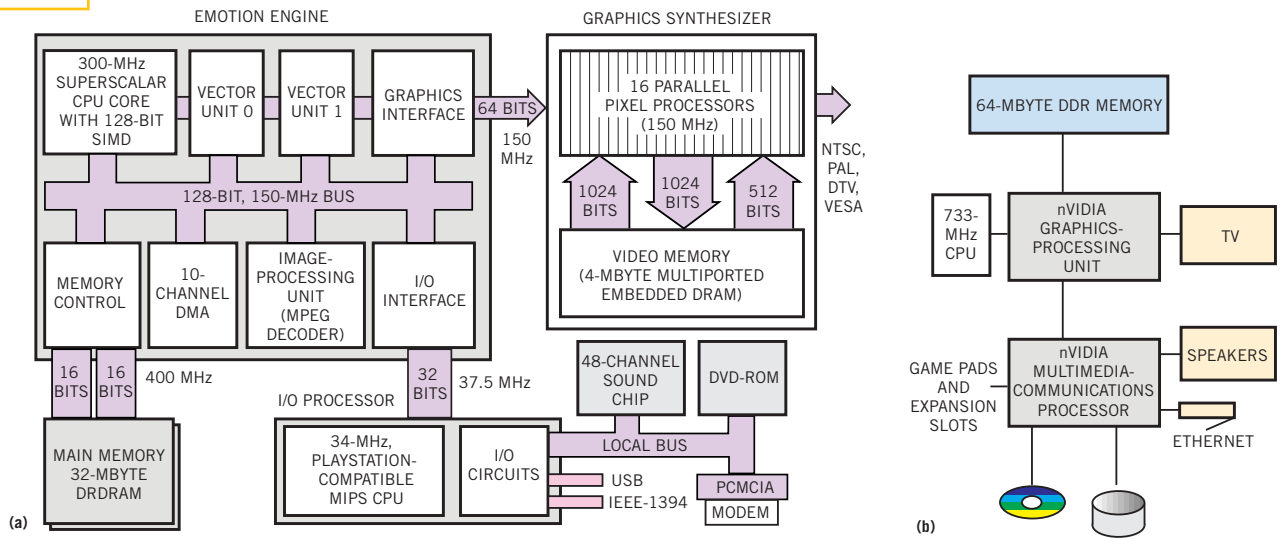 EMOTION ENGINE
300-MHz
SUPERSCALAR
CPU CORE
WITH 128-BIT
SIMD
VECTOR
UNIT 0
VECTOR
UNIT 1
GRAPHICS
INTERFACE
64 BITS
150
MHz
128-BIT, 150-MHz BUS
MEMORY
CONTROL
10-
CHANNEL
DMA
IMAGE-
PROCESSING
UNIT
(MPEG
DECODER)
I/O
INTERFACE
16
BITS
16
BITS
400 MHz
32
BITS
37.5 MHz
MAIN MEMORY
32-MBYTE
DRDRAM
(a)
GRAPHICS SYNTHESIZER
16 PARALLEL
PIXEL PROCESSORS
(150 MHz)
NTSC,
PAL,
DTV,
VESA
1024
BITS
1024
BITS
512
BITS
VIDEO MEMORY
(4-MBYTE MULTIPORTED
EMBEDDED DRAM)
I/O PROCESSOR
34-MHz,
PLAYSTATION-
COMPATIBLE
MIPS CPU
I/O
CIRCUITS
48-CHANNEL
SOUND
CHIP
DVD-ROM
LOCAL BUS
USB
IEEE-1394
PCMCIA
MODEM
64-MBYTE DDR MEMORY
733-
MHz
CPU
nVIDIA
GRAPHICS-
PROCESSING
UNIT
TV
nVIDIA
MULTIMEDIA-
COMMUNICATIONS
PROCESSOR
SPEAKERS
GAME PADS
AND
EXPANSION
SLOTS
ETHERNET
(b)